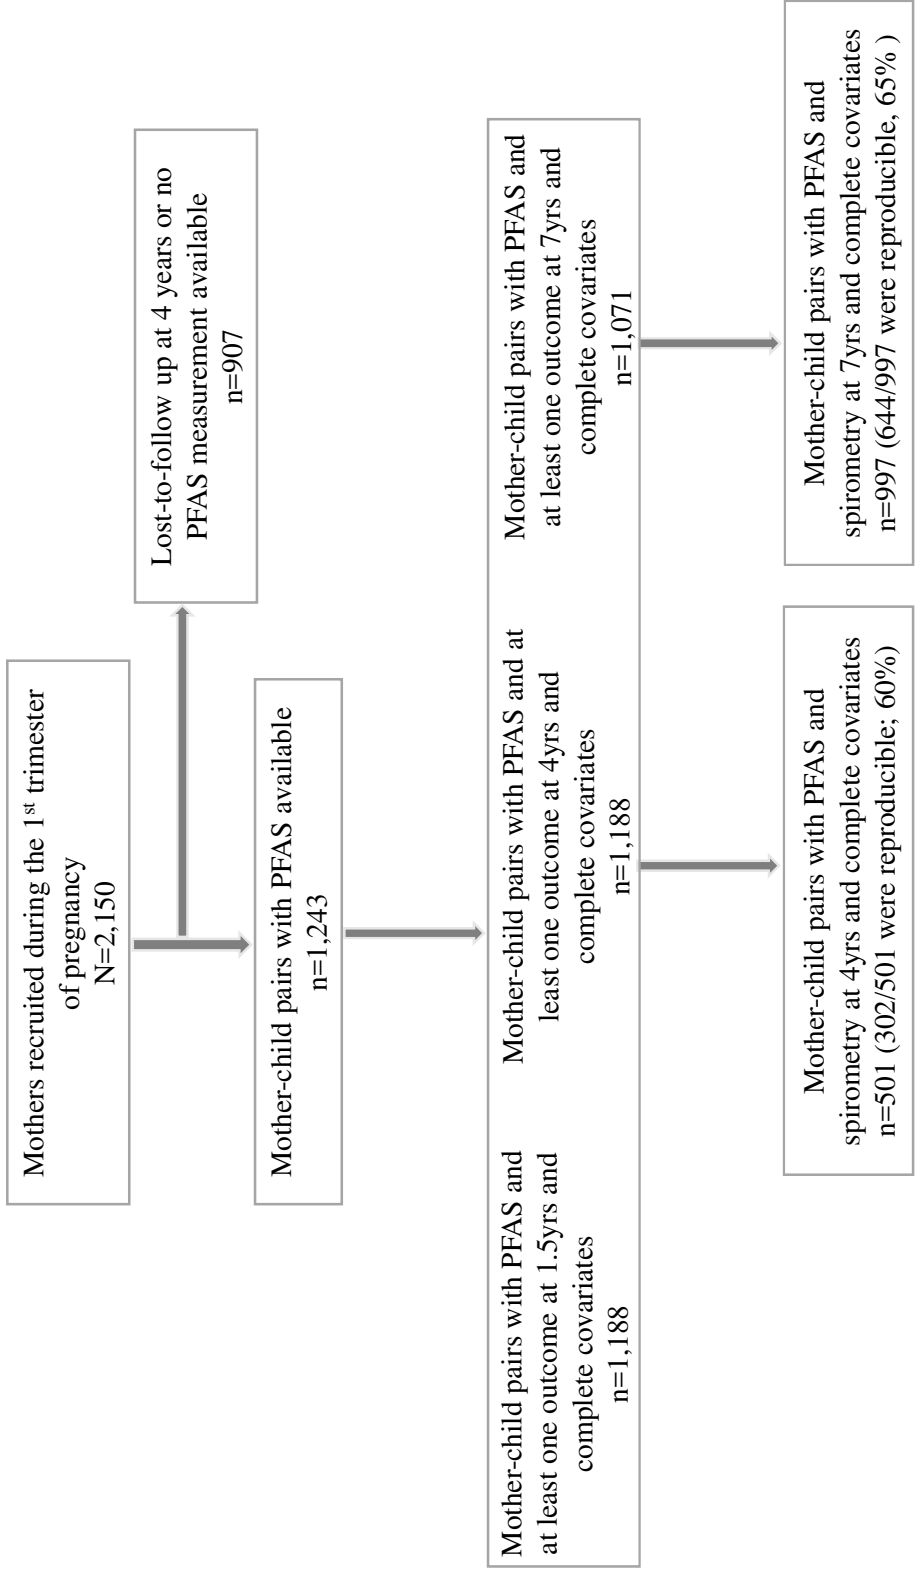 Mothers recruited during the 1st trimester
of pregnancy
N=2,150
Lost-to-follow up at 4 years or no
PFAS measurement available
n=907
Mother-child pairs with PFAS available
n=1,243
Mother-child pairs with PFAS and
at least one outcome at 1.5yrs and
complete covariates
n=1,188
Mother-child pairs with PFAS and at
least one outcome at 4yrs and
complete covariates
n=1,188
Mother-child pairs with PFAS and
at least one outcome at 7yrs and
complete covariates
n=1,071
Mother-child pairs with PFAS and
spirometry at 4yrs and complete covariates
n=501 (302/501 were reproducible; 60%)
Mother-child pairs with PFAS and
spirometry at 7yrs and complete covariates
n=997 (644/997 were reproducible, 65% )